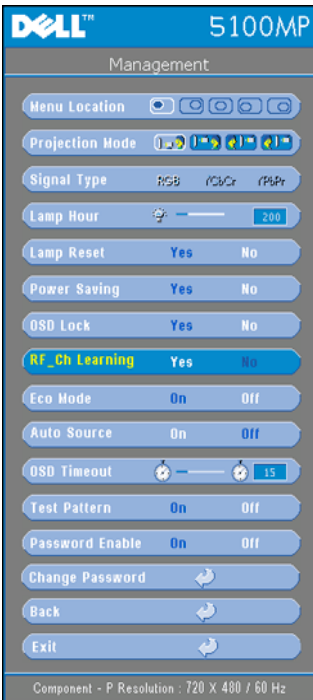 DELL™ 5100MP
Management
Menu Location
Projection Mode
Signal Type RGB YCbCr YPbPr
Lamp Hour 200
Lamp Reset Yes No
Power Saving Yes No
OSD Lock Yes No
RF_Ch Learning Yes No
Eco Mode On Off
Auto Source On Off
OSD Timeout 15
Test Pattern On Off
Password Enable On Off
Change Password
Back
Exit
Component - P Resolution : 720 X 480 / 60 Hz